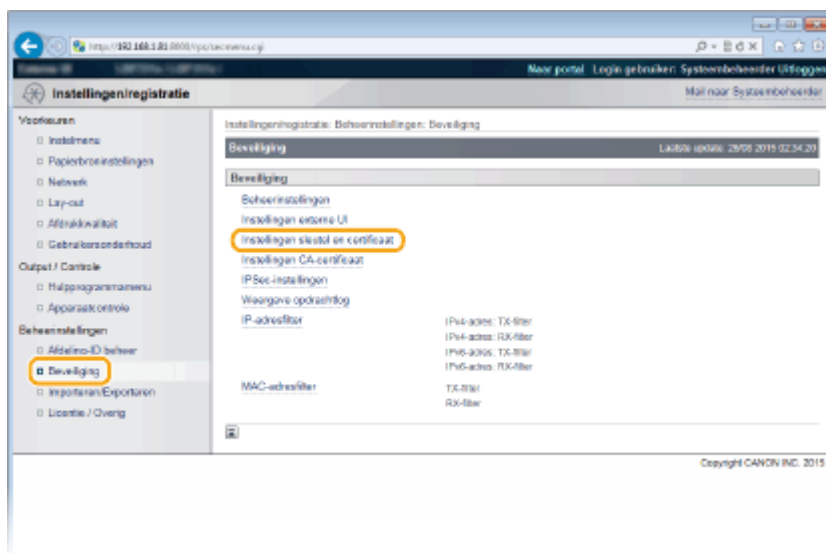 http://192.168.1.81:8000/rps/csecmenu.cgi
Naar portal Login gebruiker: Systeembeheerder Uitloggen
Instellingen/registratie
Mail naar Systeembeheerder
Voorkeuren
Instelmenu
Papierbroninstellingen
Netwerk
Lay-out
Afdrukkwaliteit
Gebruikersonderhoud
Output / Controle
Hulpprogrammamenu
Apparaatcontrole
Beheerinstellingen
Afdelings-ID beheer
Beveiliging
Importeren/Exporteren
Licentie / Overig
Instellingen/registratie: Beheerinstellingen: Beveiliging
Beveiliging
Laatste update: 28/08 2015 02:34:20
Beveiliging
Beheerinstellingen
Instellingen externe UI
Instellingen sleutel en certificaat
Instellingen CA-certificaat
IPSec-instellingen
Weergave opdrachtlog
IP-adresfilter
IPv4-adres: TX-filter
IPv4-adres: RX-filter
IPv6-adres: TX-filter
IPv6-adres: RX-filter
MAC-adresfilter
TX-filter
RX-filter
Copyright CANON INC. 2015